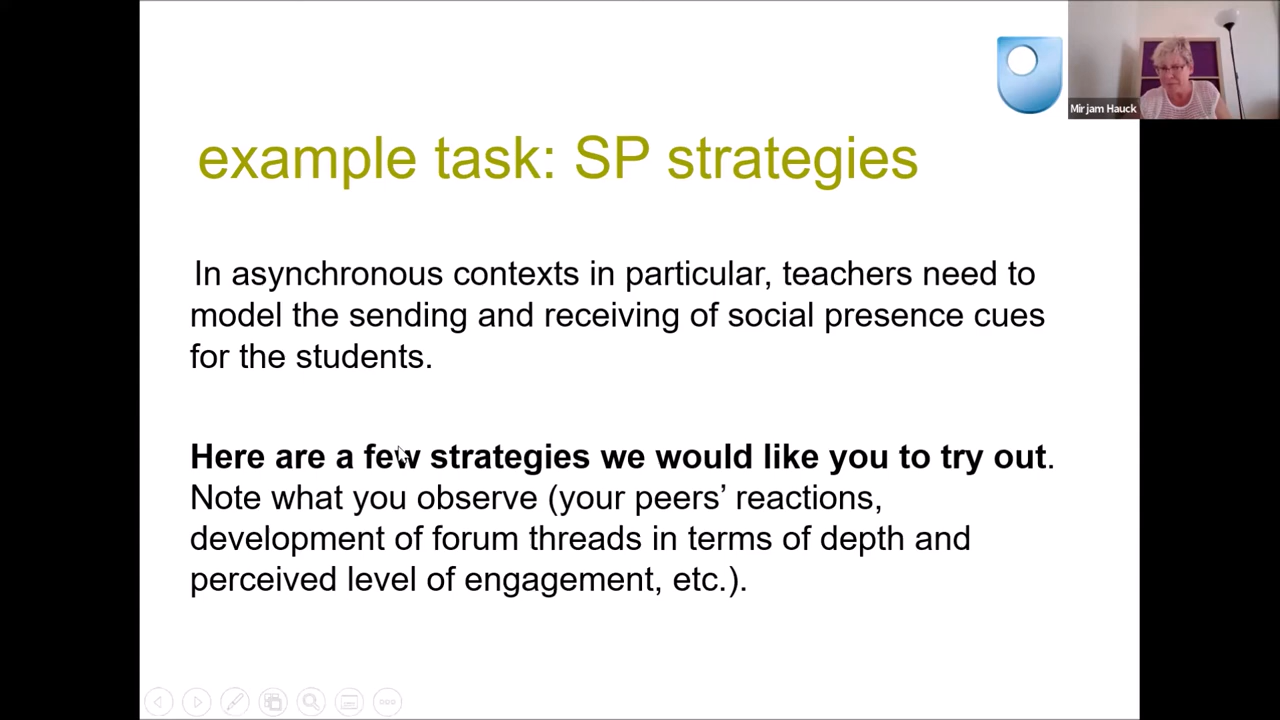 Mirjam Hauck
example task: SP strategies
In asynchronous contexts in particular, teachers need to
model the sending and receiving of social presence cues
for the students.
Here are a few strategies we would like you to try out.
Note what you observe (your peers’ reactions,
development of forum threads in terms of depth and
perceived level of engagement, etc.).